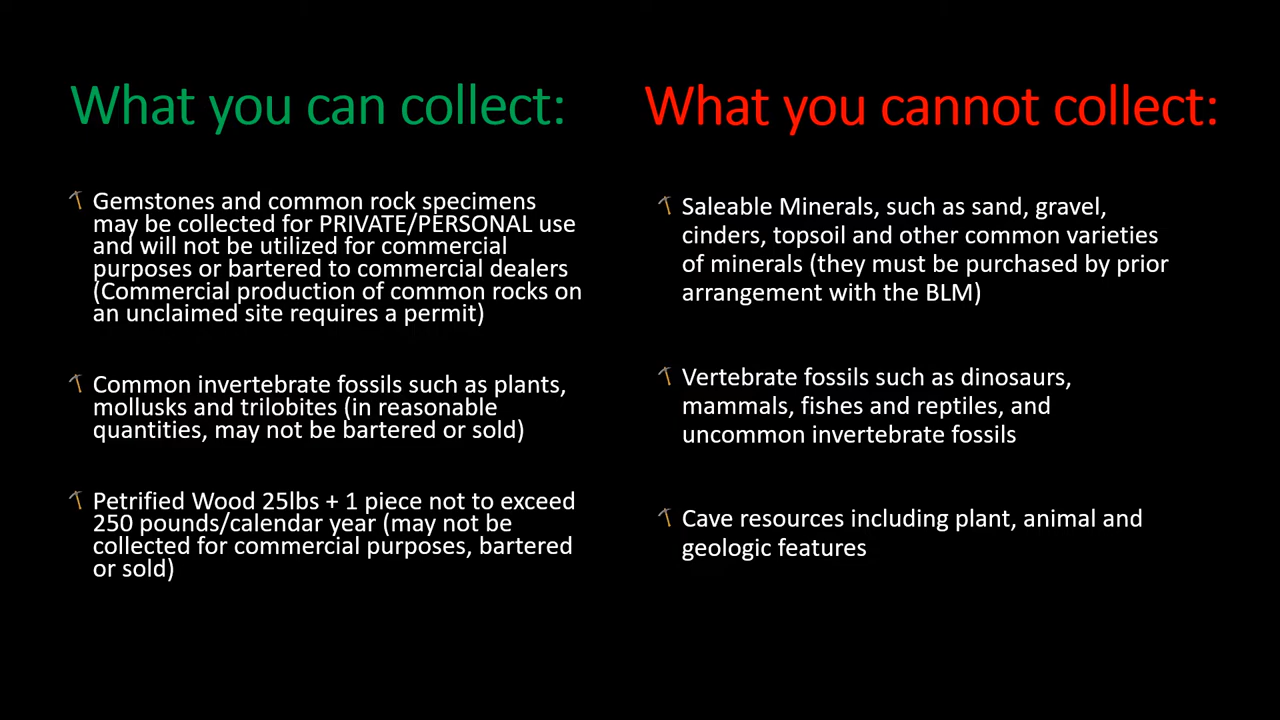 What you can collect:
Gemstones and common rock specimens
may be collected for PRIVATE/PERSONAL use
and will not be utilized for commercial
purposes or bartered to commercial dealers
(Commercial production of common rocks on
an unclaimed site requires a permit)
Common invertebrate fossils such as plants,
mollusks and trilobites (in reasonable
quantities, may not be bartered or sold)
Petrified Wood 25lbs + 1 piece not to exceed
250 pounds/calendar year (may not be
collected for commercial purposes, bartered
or sold)
What you cannot collect:
Saleable Minerals, such as sand, gravel,
cinders, topsoil and other common varieties
of minerals (they must be purchased by prior
arrangement with the BLM)
Vertebrate fossils such as dinosaurs,
mammals, fishes and reptiles, and
uncommon invertebrate fossils
Cave resources including plant, animal and
geologic features